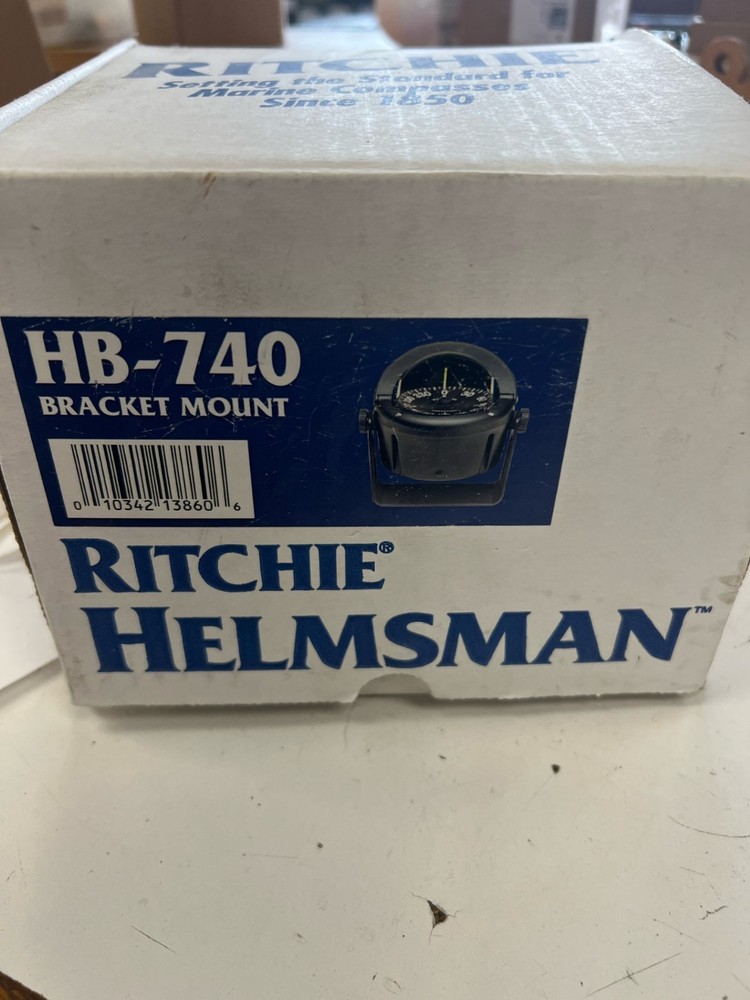 RITCHIE
Setting the Standard for
Marine Compasses
Since 1850
HB-740
BRACKET MOUNT
0 10342 13860 6
RITCHIE®
HELMSMAN™